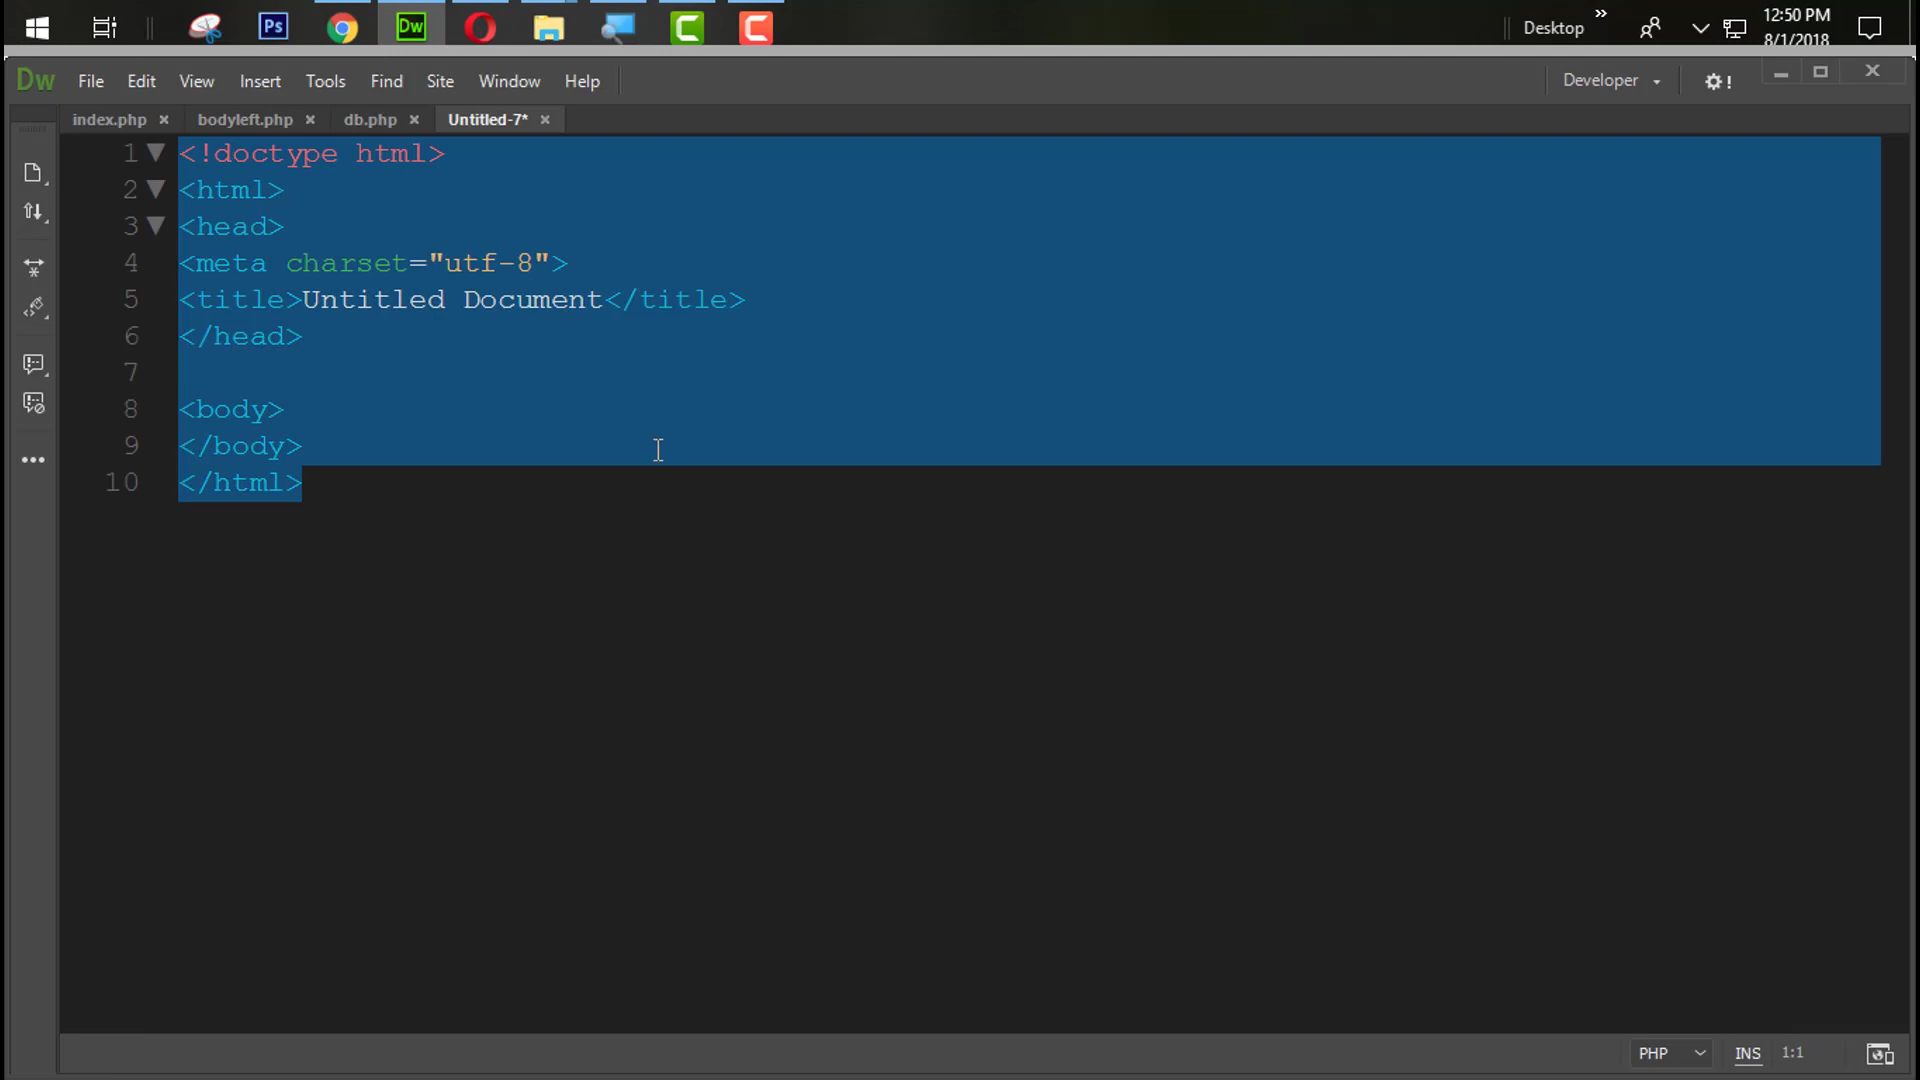 Ps Dw Desktop » 12:50 PM
8/1/2018
Dw File Edit View Insert Tools Find Site Window Help Developer
index.php bodyleft.php db.php Untitled-7*
1 <!doctype html>
2 <html>
3 <head>
4 <meta charset="utf-8">
5 <title>Untitled Document</title>
6 </head>
7
8 <body>
9 </body>
10 </html>
PHP INS 1:1